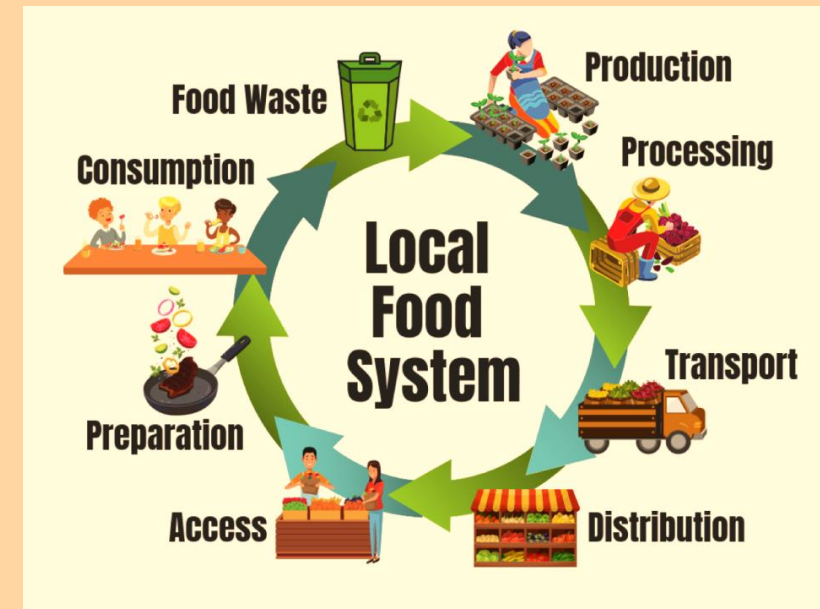 Local
Food
System
Production
Processing
Transport
Distribution
Access
Preparation
Consumption
Food Waste